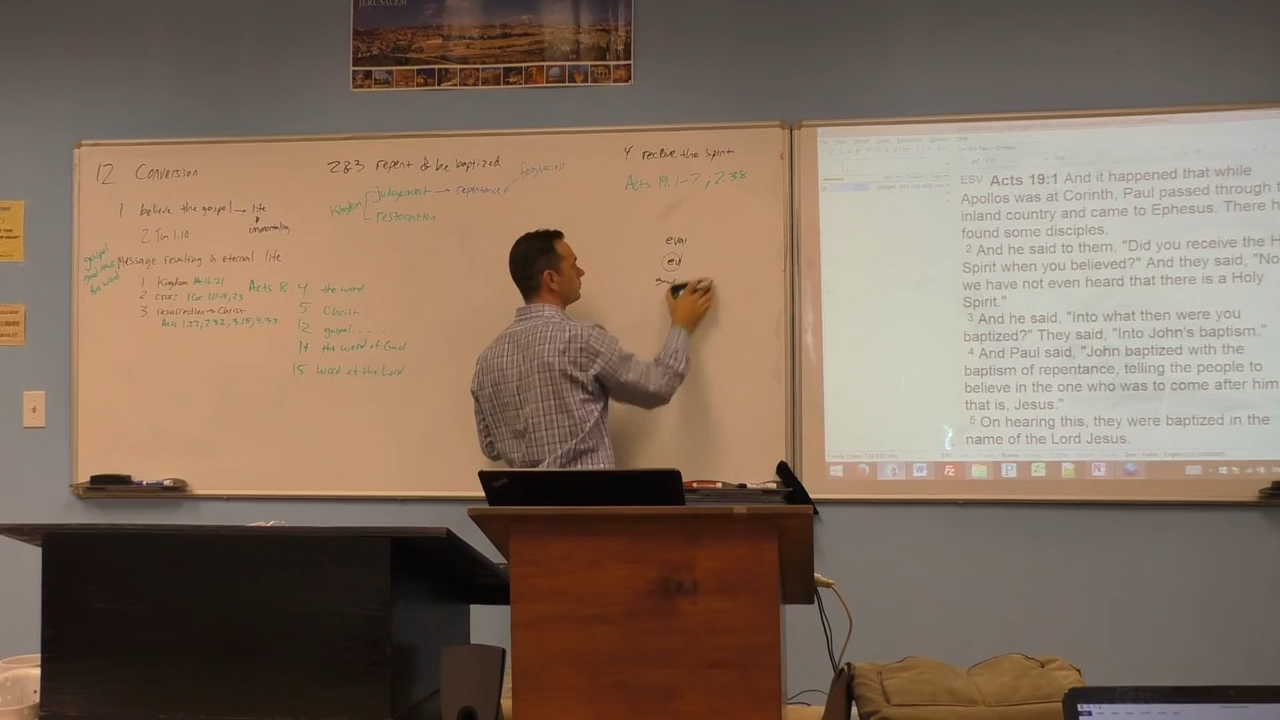 JERUSALEM
12 Conversion
1 believe the gospel → life
immortality
2 Tim 1.10
gospel
good news
the word
Message resulting in eternal life
1 Kingdom
2. cross 1 Cor
3. resurrection → Christ
Acts 1.22, 2.32, 3.15, 4.33
Acts 8. 4 the word
5 Christ
12 gospel . . .
14 the word of God
15 word of the Lord
2&3 repent & be baptized
forgiveness
Kingdom judgement → repentance
restoration
4 receive the Spirit
Acts 19.1-7; 2.38
ev
ESV Acts 19:1 And it happened that while
Apollos was at Corinth, Paul passed through t
inland country and came to Ephesus. There h
found some disciples.
2 And he said to them, "Did you receive the H
Spirit when you believed?" And they said, "No
we have not even heard that there is a Holy
Spirit."
3 And he said, "Into what then were you
baptized?" They said, "Into John's baptism."
4 And Paul said, "John baptized with the
baptism of repentance, telling the people to
believe in the one who was to come after him
that is, Jesus."
5 On hearing this, they were baptized in the
name of the Lord Jesus.